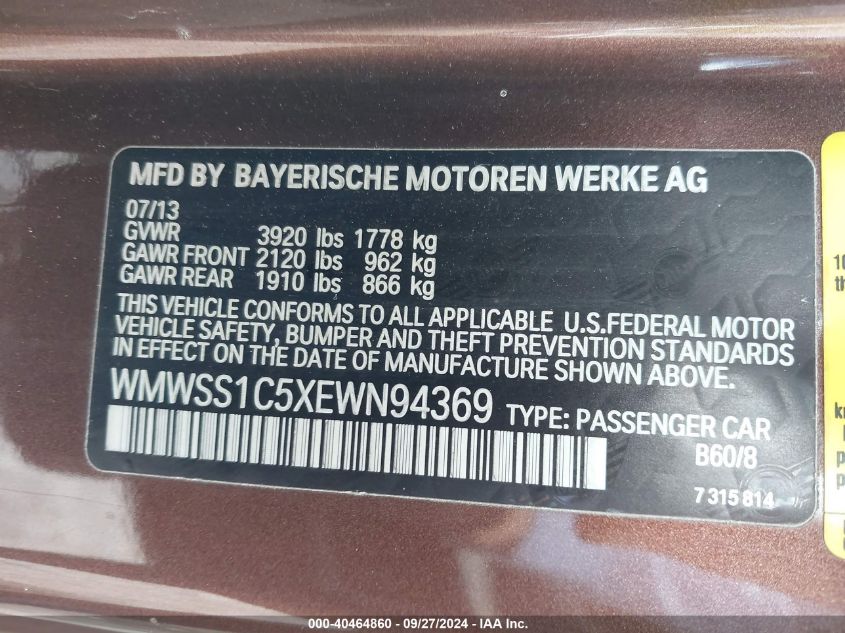 MFD BY BAYERISCHE MOTOREN WERKE AG
07/13
GVWR 3920 lbs 1778 kg
GAWR FRONT 2120 lbs 962 kg
GAWR REAR 1910 lbs 866 kg
THIS VEHICLE CONFORMS TO ALL APPLICABLE U.S.FEDERAL MOTOR
VEHICLE SAFETY, BUMPER AND THEFT PREVENTION STANDARDS
IN EFFECT ON THE DATE OF MANUFACTURE SHOWN ABOVE.
WMWSS1C5XEWN94369 TYPE: PASSENGER CAR
B60/8
7 315 814
000-40464860 - 09/27/2024 - IAA Inc.